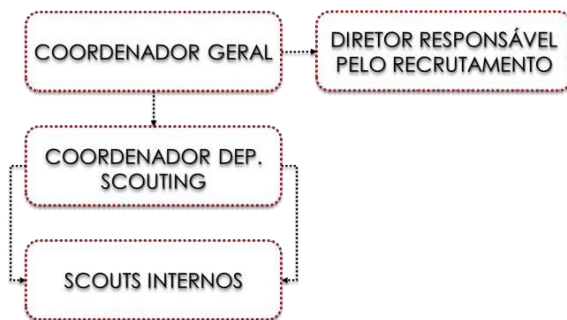 COORDENADOR GERAL
DIRETOR RESPONSÁVEL
PELO RECRUTAMENTO
COORDENADOR DEP.
SCOUTING
SCOUTS INTERNOS